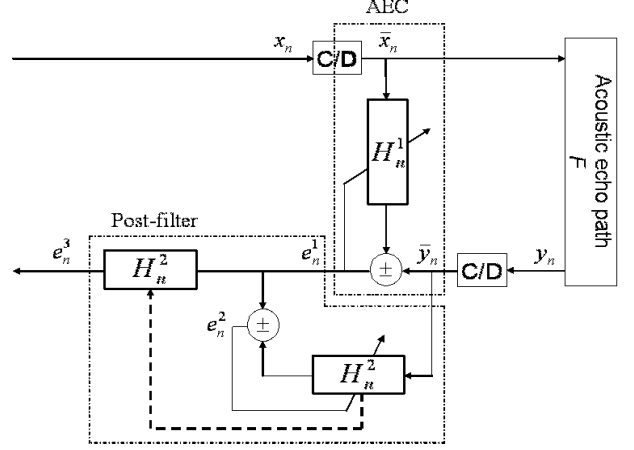 AEC
x_n
C/D
x̄_n
H_n^1
Acoustic echo path
F
Post-filter
e_n^3
H_n^2
e_n^1
±
ȳ_n
C/D
y_n
e_n^2
±
H_n^2